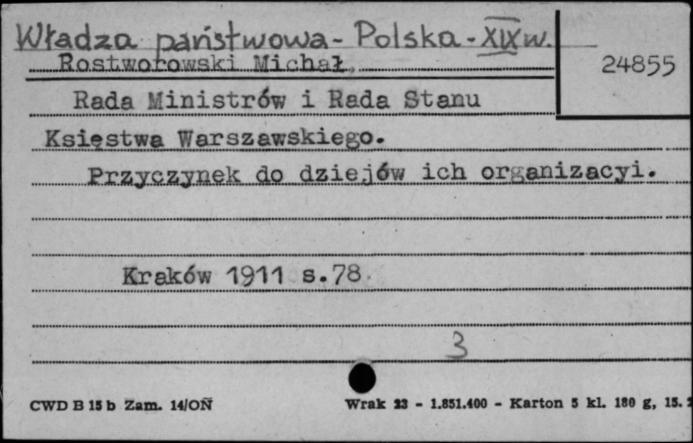 Władza państwowa - Polska - XIX w.
Rostworowski Michał,
24855
Rada Ministrów i Rada Stanu
Księstwa Warszawskiego.
Przyczynek do dziejów ich organizacyi.
Kraków 1911 s.78
3
CWD B 15 b Zam. 14/OŃ
Wrak 23 - 1.851.400 - Karton 5 kl. 180 g, 15.